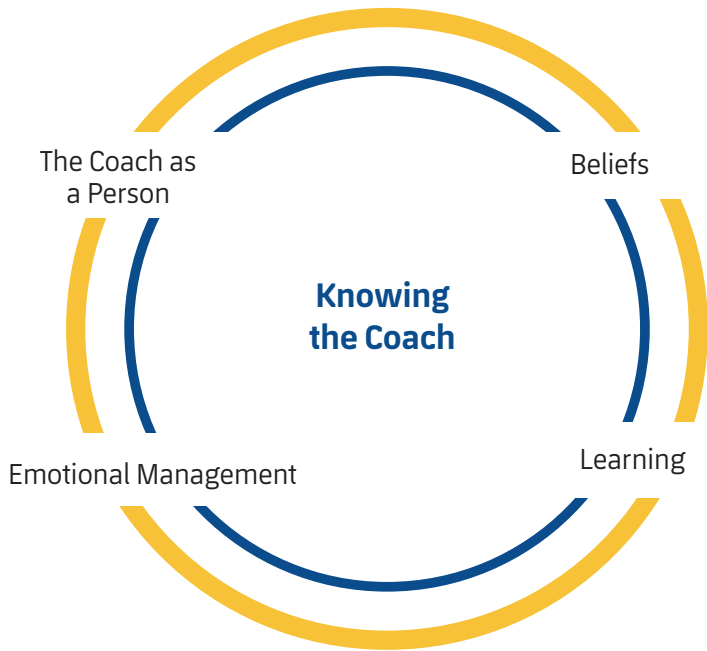 The Coach as
a Person
Beliefs
Knowing
the Coach
Emotional Management
Learning